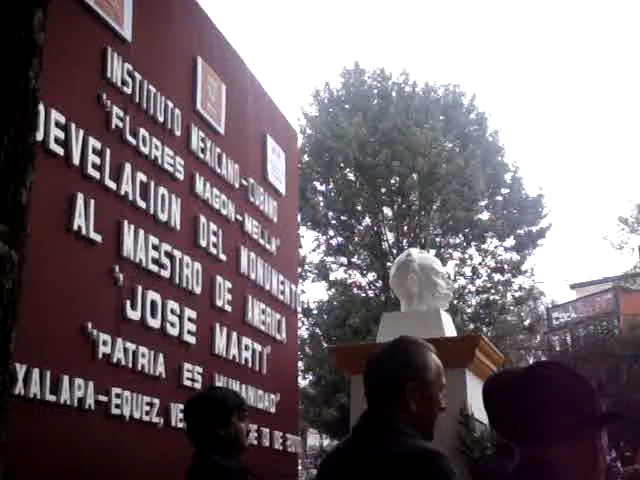 INSTITUTO MEXICANO-CUBANO
"FLORES MAGON-MELLA"
DEVELACION DEL MONUMENTO
AL MAESTRO DE AMERICA
"JOSE MARTI"
"PATRIA ES HUMANIDAD"
XALAPA-EQUEZ, VE